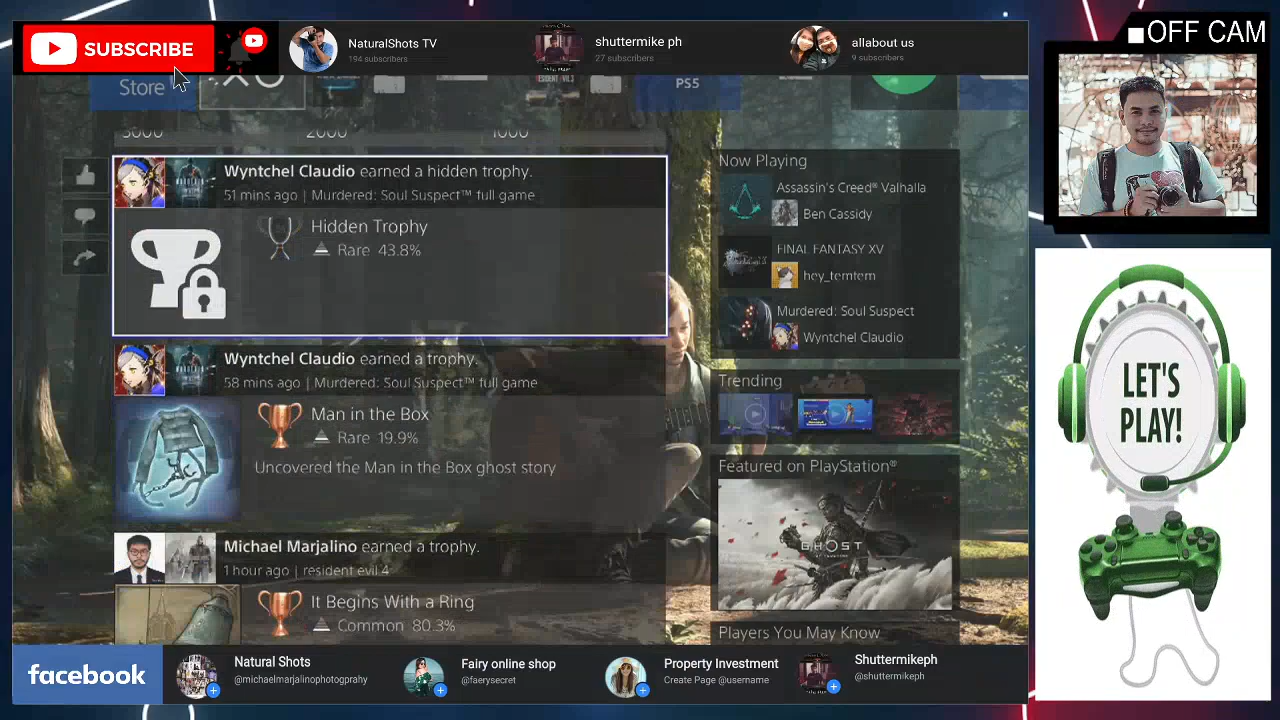 SUBSCRIBE
NaturalShots TV
194 subscribers
shuttermike ph
27 subscribers
allabout us
9 subscribers
OFF CAM
Store
PS5
3000 2000 1000
Wyntchel Claudio earned a hidden trophy.
51 mins ago | Murdered: Soul Suspect™ full game
Hidden Trophy
Rare 43.8%
Wyntchel Claudio earned a trophy.
58 mins ago | Murdered: Soul Suspect™ full game
Man in the Box
Rare 19.9%
Uncovered the Man in the Box ghost story
Michael Marjalino earned a trophy.
1 hour ago | resident evil 4
It Begins With a Ring
Common 80.3%
Now Playing
Assassin's Creed® Valhalla
Ben Cassidy
FINAL FANTASY XV
hey_temtem
Murdered: Soul Suspect
Wyntchel Claudio
Trending
Featured on PlayStation®
GHOST
Players You May Know
LET'S
PLAY!
facebook
Natural Shots
@michaelmarjalinophotogprahy
Fairy online shop
@faerysecret
Property Investment
Create Page @username
Shuttermikeph
@shuttermikeph